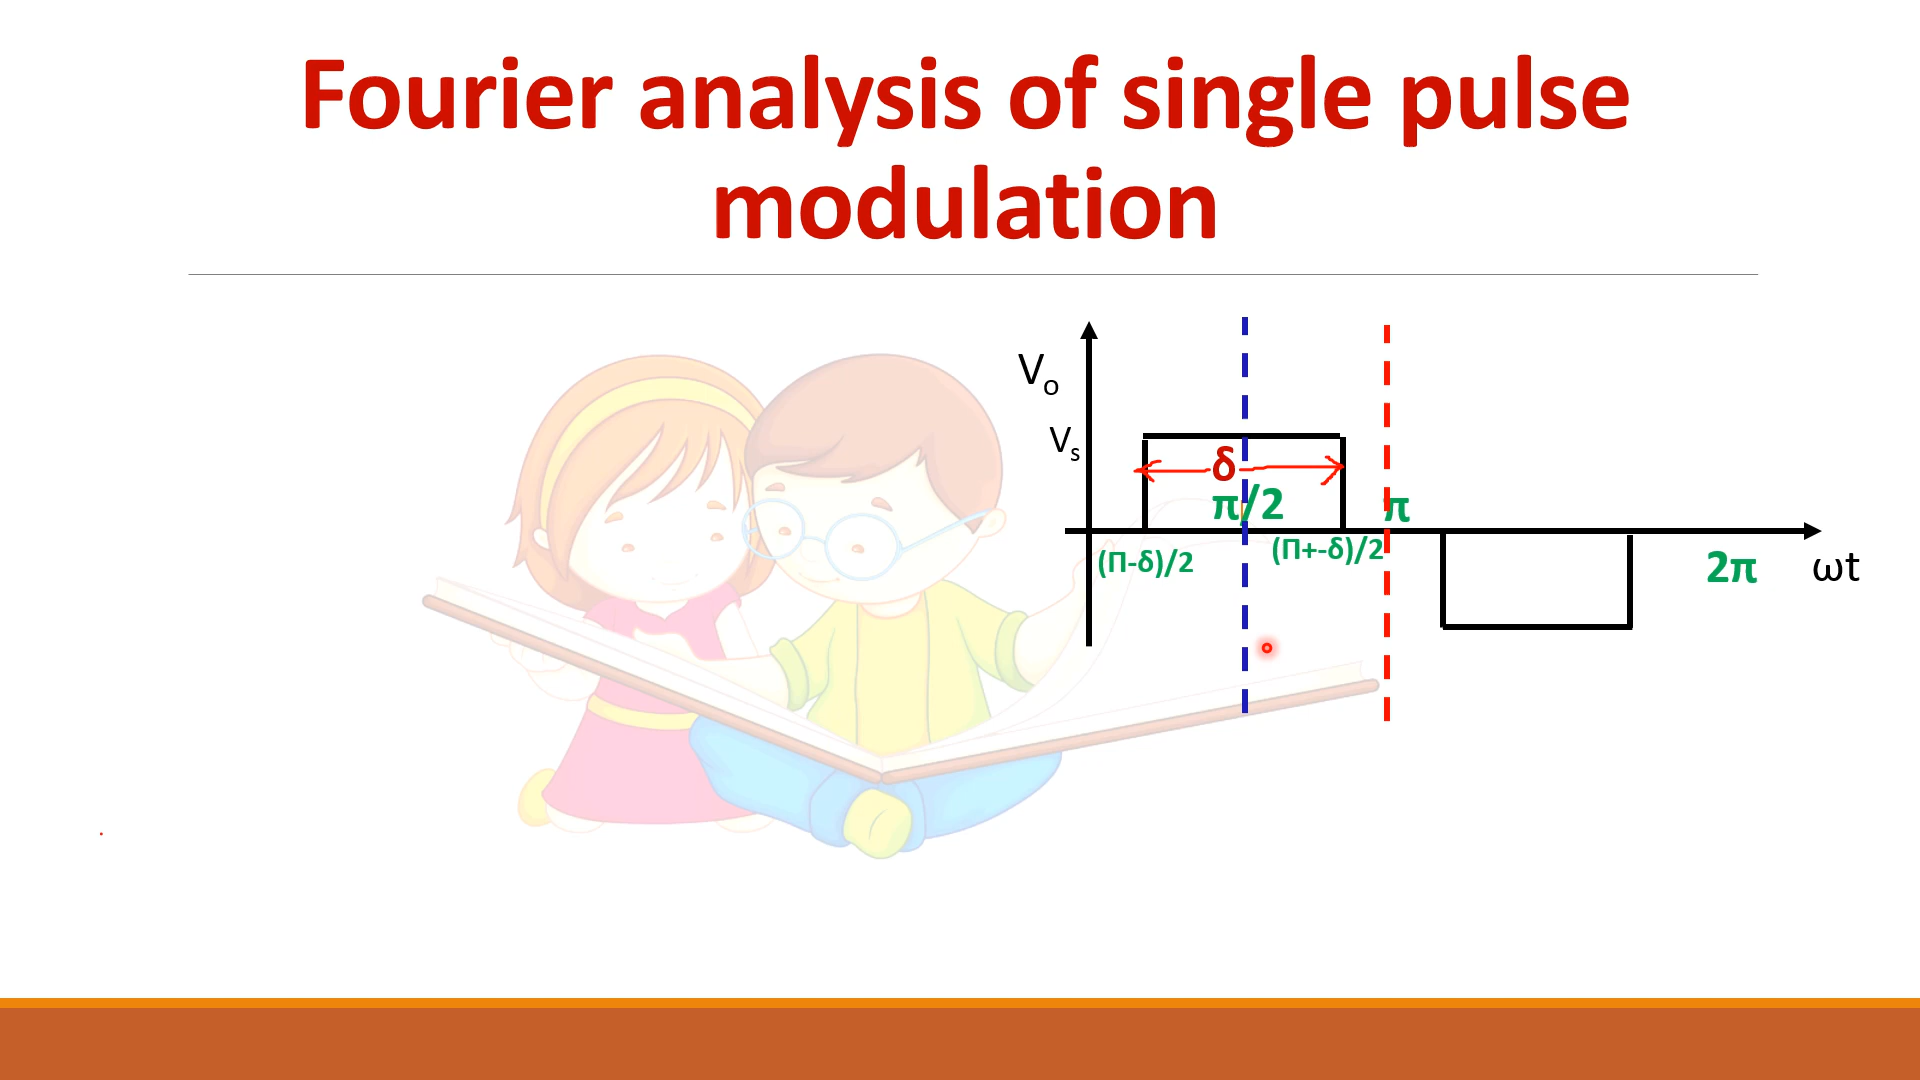 Fourier analysis of single pulse
modulation
Vo
Vs
δ
π/2
π
(Π-δ)/2
(Π+-δ)/2
2π
ωt